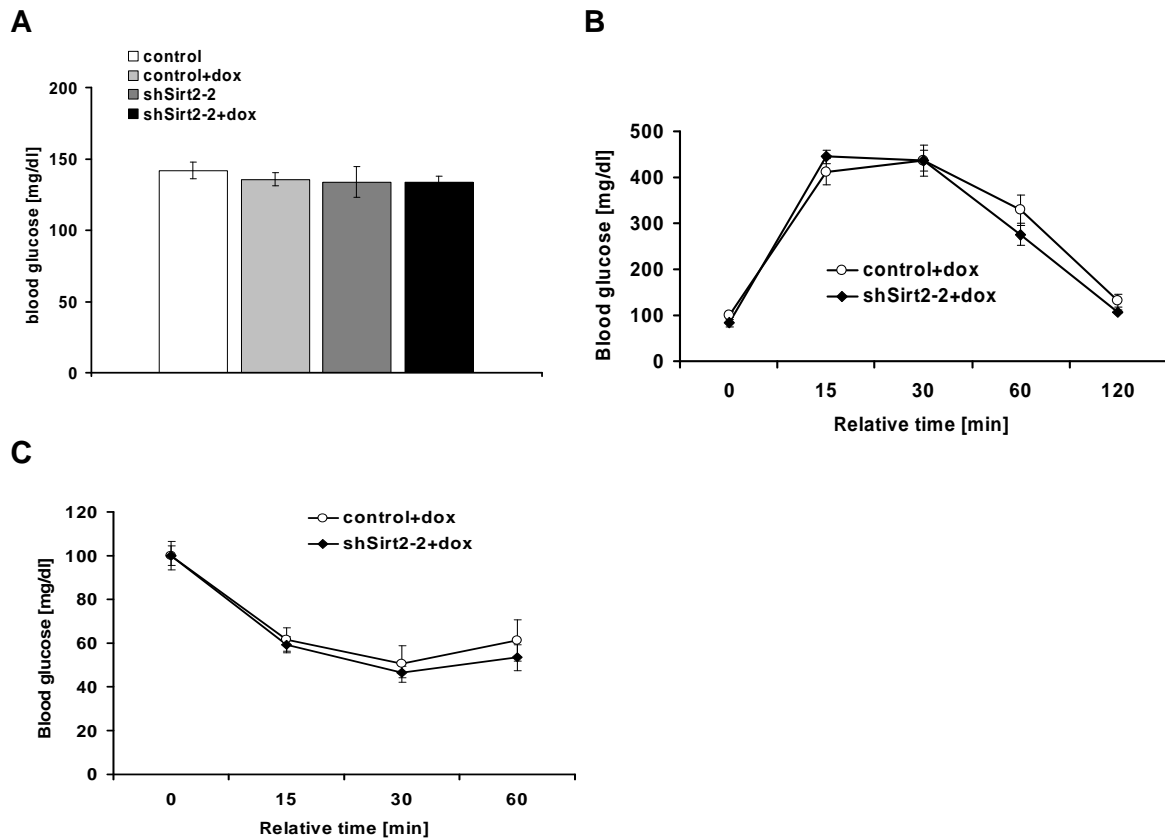 A
control
control+dox
shSirt2-2
shSirt2-2+dox
blood glucose [mg/dl]
200
150
100
50
0
B
Blood glucose [mg/dl]
500
400
300
200
100
0
control+dox
shSirt2-2+dox
0 15 30 60 120
Relative time [min]
C
Blood glucose [mg/dl]
120
100
80
60
40
20
0
control+dox
shSirt2-2+dox
0 15 30 60
Relative time [min]